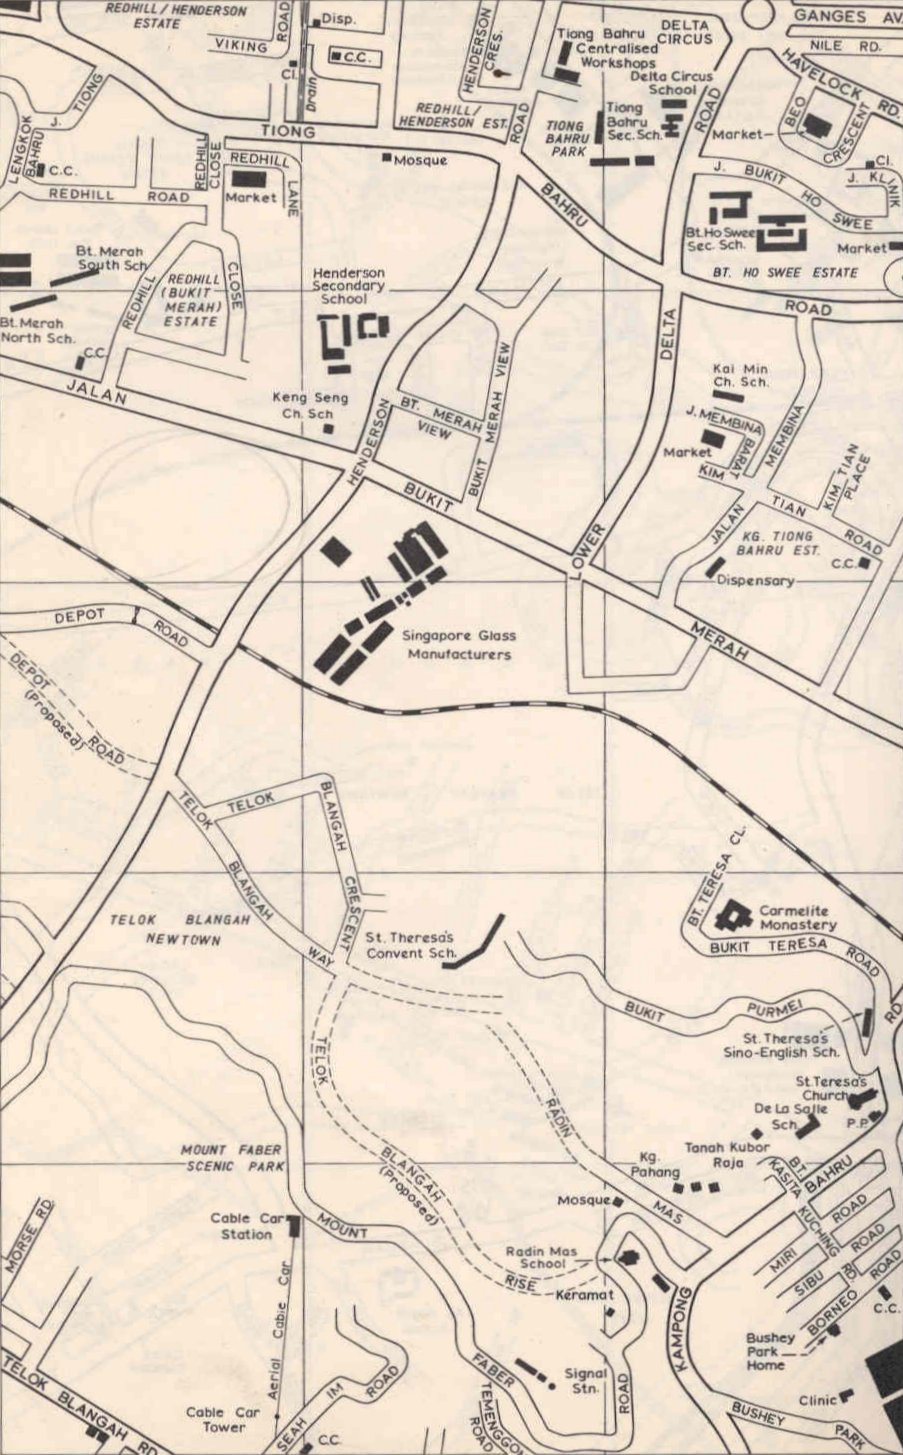 REDHILL/HENDERSON
ESTATE
ROAD
Disp.
VIKING
C.C.
Cl.
Drain
HENDERSON
CRES.
Tiong Bahru
Centralised
Workshops
DELTA
CIRCUS
GANGES AV
NILE RD.
HAVELOCK RD.
Delta Circus
School
J. TIONG
LENGKOK
BAHRU
C.C.
TIONG
REDHILL/
HENDERSON EST.
ROAD
TIONG
BAHRU
PARK
Tiong
Bahru
Sec. Sch.
ROAD
Market
BEO
CRESCENT
Cl.
J. KLINIK
REDHILL
CLOSE
REDHILL
LANE
Market
Mosque
BAHRU
J. BUKIT HO SWEE
REDHILL ROAD
Bt. Ho Swee
Sec. Sch.
Market
BT. HO SWEE ESTATE
Bt. Merah
South Sch
REDHILL
(BUKIT
MERAH)
ESTATE
CLOSE
REDHILL
Henderson
Secondary
School
ROAD
Bt. Merah
North Sch.
C.C.
JALAN
DELTA
Keng Seng
Ch. Sch
HENDERSON
BT. MERAH
VIEW
BUKIT MERAH VIEW
Kai Min
Ch. Sch.
J. MEMBINA
BARAT
MEMBINA
Market
KIM
TIAN
ROAD
KIM TIAN
PLACE
BUKIT
JALAN
KG. TIONG
BAHRU EST.
C.C.
LOWER
Dispensary
DEPOT
ROAD
Singapore Glass
Manufacturers
MERAH
DEPOT
(Proposed)
ROAD
TELOK
TELOK
BLANGAH
BLANGAH
CRESCENT
WAY
TELOK BLANGAH
NEWTOWN
BT. TERESA CL.
Carmelite
Monastery
BUKIT TERESA
ROAD
St. Theresa's
Convent Sch.
BUKIT
PURMEI
RD
St. Theresa's
Sino-English Sch.
TELOK
St. Teresa's
Church
De La Salle
Sch.
P.P.
RADIN
MOUNT FABER
SCENIC PARK
BLANGAH
(Proposed)
Kg.
Pahang
Tanah Kubor
Raja
BT.
KASITA
BAHRU
MORSE RD
Cable Car
Station
MOUNT
Mosque
MAS
KUCHING RD
ROAD
MIRI
ROAD
SIBU
ROAD
BORNEO
Radin Mas
School
RISE
Keramat
C.C.
Aerial Cable Car
KAMPONG
Bushey
Park
Home
TELOK BLANGAH RD
FABER
Signal
Stn.
ROAD
Clinic
Cable Car
Tower
SEAH IM
ROAD
C.C.
TEMENGGO
ROAD
BUSHEY
PARK